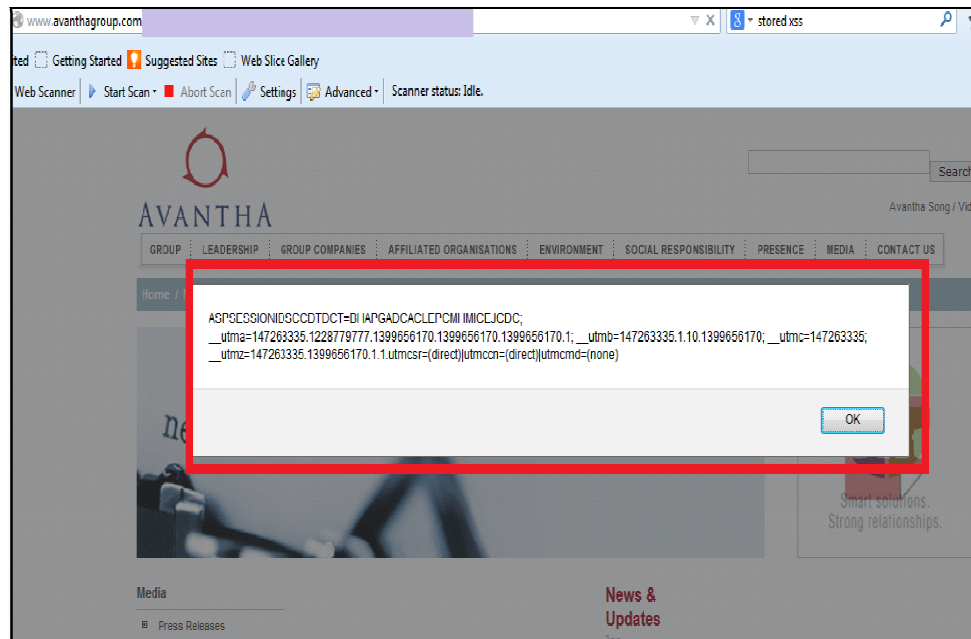 www.avanthagroup.com
stored xss
Getting Started Suggested Sites Web Slice Gallery
Web Scanner Start Scan Abort Scan Settings Advanced Scanner status: Idle.
Search
AVANTHA
Avantha Song /
GROUP LEADERSHIP GROUP COMPANIES AFFILIATED ORGANISATIONS ENVIRONMENT SOCIAL RESPONSIBILITY PRESENCE MEDIA CONTACT US
Home /
__utma=147263335.1228779777.1399656170.1399656170.1399656170.1; __utmb=147263335.1.10.1399656170; __utmc=147263335;
__utmz=147263335.1399656170.1.1.utmcsr=(direct)|utmccn=(direct)|utmcmd=(none)
OK
Smart solutions.
Strong relationships.
Media
Press Releases
News &
Updates